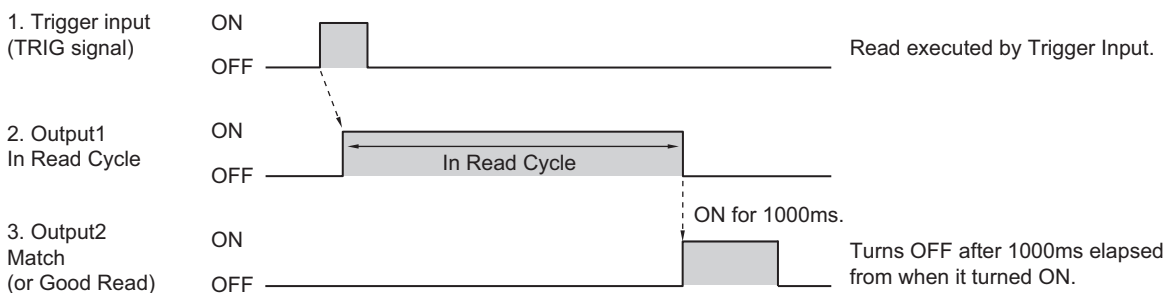 1. Trigger input
(TRIG signal)
ON
OFF
Read executed by Trigger Input.
2. Output1
In Read Cycle
ON
OFF
In Read Cycle
3. Output2
Match
(or Good Read)
ON
OFF
ON for 1000ms.
Turns OFF after 1000ms elapsed
from when it turned ON.